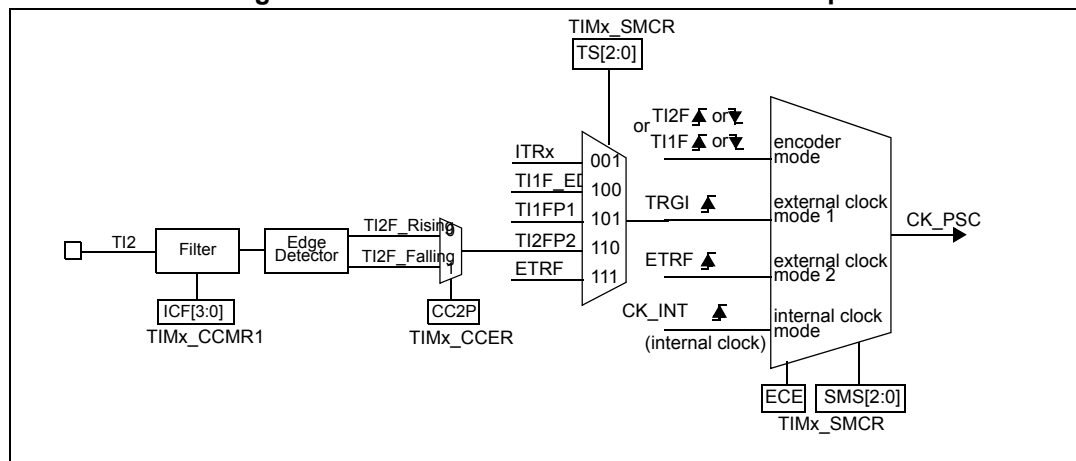 TIMx_SMCR
TS[2:0]
or TI2F or
TI1F or
encoder
mode
ITRx
001
TI1F_ED
100
TI1FP1
101
TRGI
external clock
mode 1
CK_PSC
TI2
Filter
Edge
Detector
TI2F_Rising
0
TI2F_Falling
1
TI2FP2
110
ETRF
111
ETRF
external clock
mode 2
ICF[3:0]
TIMx_CCMR1
CC2P
TIMx_CCER
CK_INT
(internal clock)
internal clock
mode
ECE
SMS[2:0]
TIMx_SMCR